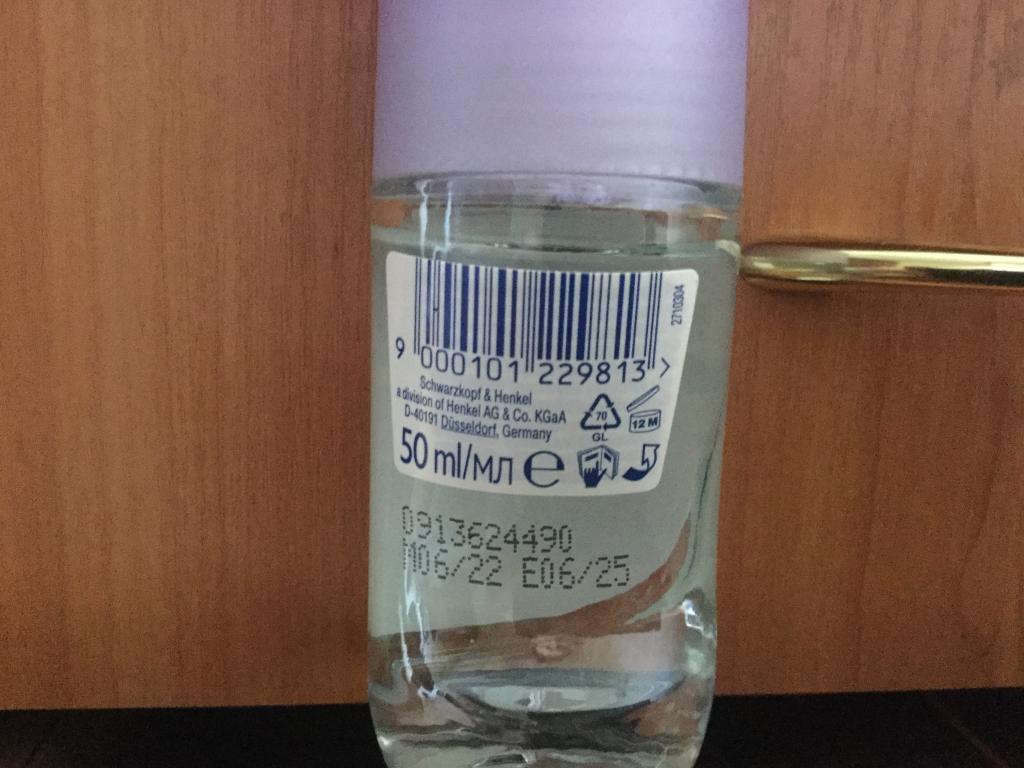 2710304
9 000101 229813 >
Schwarzkopf & Henkel
a division of Henkel AG & Co. KGaA
D-40191 Düsseldorf, Germany
70
GL
12 M
50 ml/МЛ e
0913624490
M06/22 E06/25